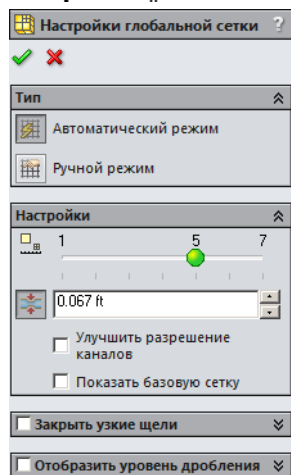 Настройки глобальной сетки ?
Тип
Автоматический режим
Ручной режим
Настройки
1 5 7
0.067 ft
Улучшить разрешение
каналов
Показать базовую сетку
Закрыть узкие щели
Отобразить уровень дробления